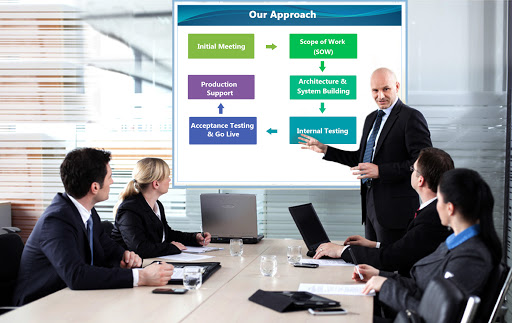 Our Approach
Initial Meeting
Scope of Work
(SOW)
Architecture &
System Building
Internal Testing
Acceptance Testing
& Go Live
Production
Support